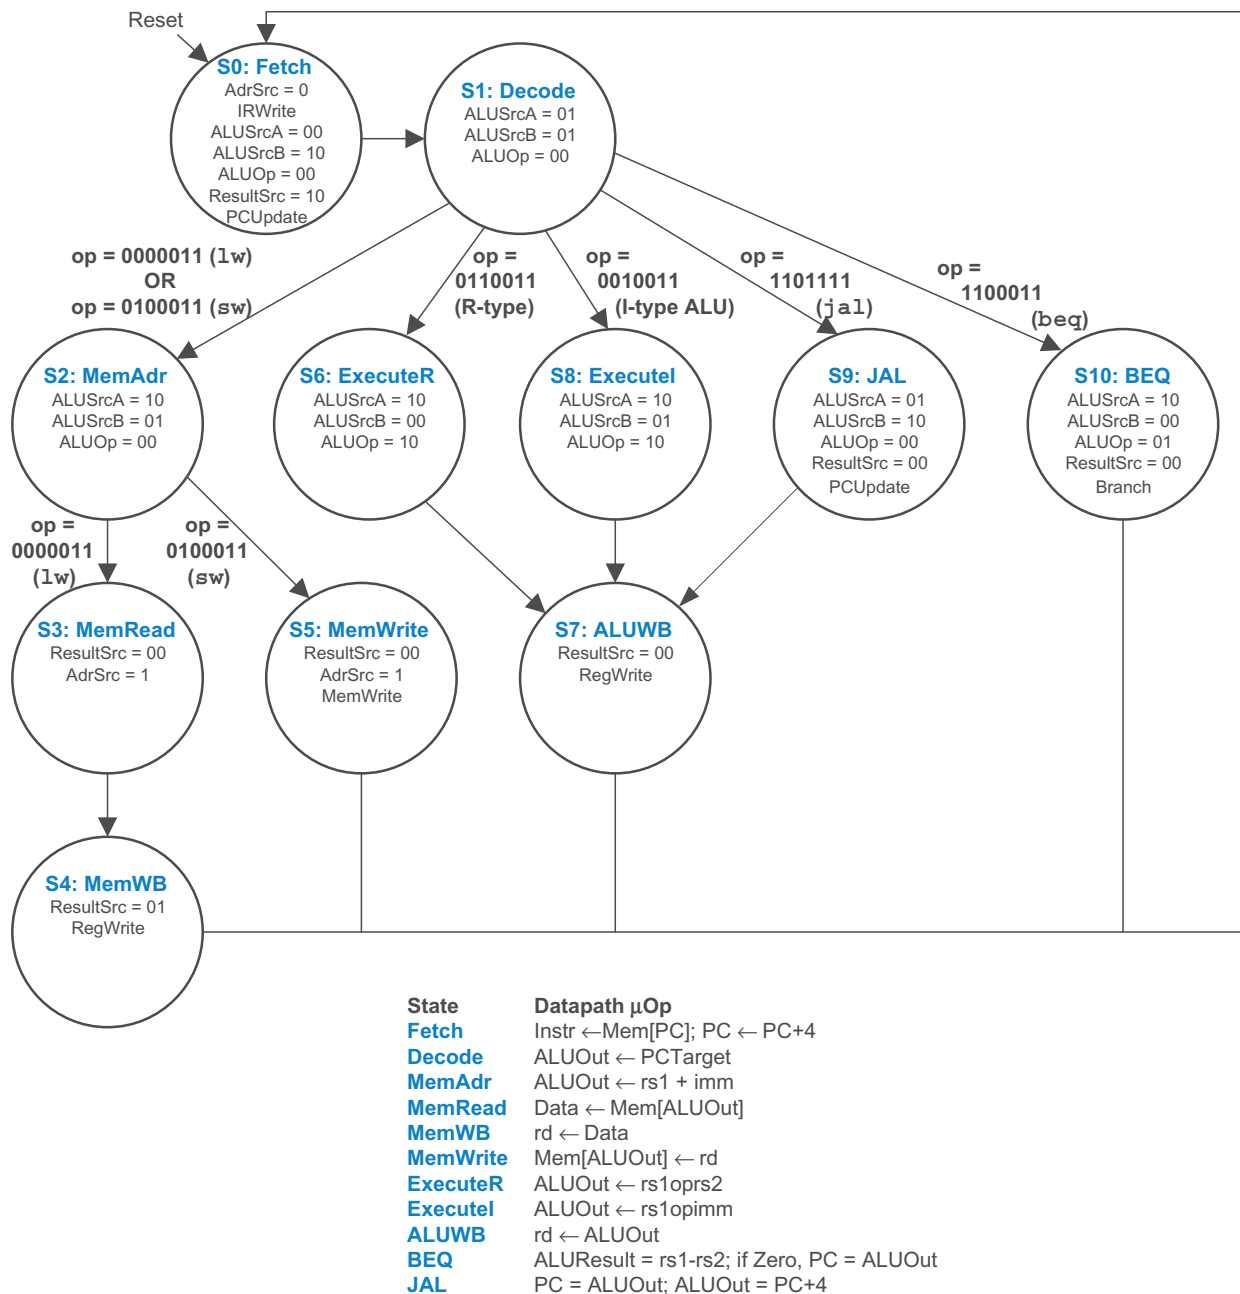 Reset
S0: Fetch
AdrSrc = 0
IRWrite
ALUSrcA = 00
ALUSrcB = 10
ALUOp = 00
ResultSrc = 10
PCUpdate
S1: Decode
ALUSrcA = 01
ALUSrcB = 01
ALUOp = 00
op = 0000011 (lw)
OR
op = 0100011 (sw)
op =
0110011
(R-type)
op =
0010011
(I-type ALU)
op =
1101111
(jal)
op =
1100011
(beq)
S2: MemAdr
ALUSrcA = 10
ALUSrcB = 01
ALUOp = 00
S6: ExecuteR
ALUSrcA = 10
ALUSrcB = 00
ALUOp = 10
S8: ExecuteI
ALUSrcA = 10
ALUSrcB = 01
ALUOp = 10
S9: JAL
ALUSrcA = 01
ALUSrcB = 10
ALUOp = 00
ResultSrc = 00
PCUpdate
S10: BEQ
ALUSrcA = 10
ALUSrcB = 00
ALUOp = 01
ResultSrc = 00
Branch
op =
0000011
(lw)
op =
0100011
(sw)
S3: MemRead
ResultSrc = 00
AdrSrc = 1
S5: MemWrite
ResultSrc = 00
AdrSrc = 1
MemWrite
S7: ALUWB
ResultSrc = 00
RegWrite
S4: MemWB
ResultSrc = 01
RegWrite
State Datapath μOp
Fetch Instr ←Mem[PC]; PC ← PC+4
Decode ALUOut ← PCTarget
MemAdr ALUOut ← rs1 + imm
MemRead Data ← Mem[ALUOut]
MemWB rd ← Data
MemWrite Mem[ALUOut] ← rd
ExecuteR ALUOut ← rs1oprs2
ExecuteI ALUOut ← rs1opimm
ALUWB rd ← ALUOut
BEQ ALUResult = rs1-rs2; if Zero, PC = ALUOut
JAL PC = ALUOut; ALUOut = PC+4